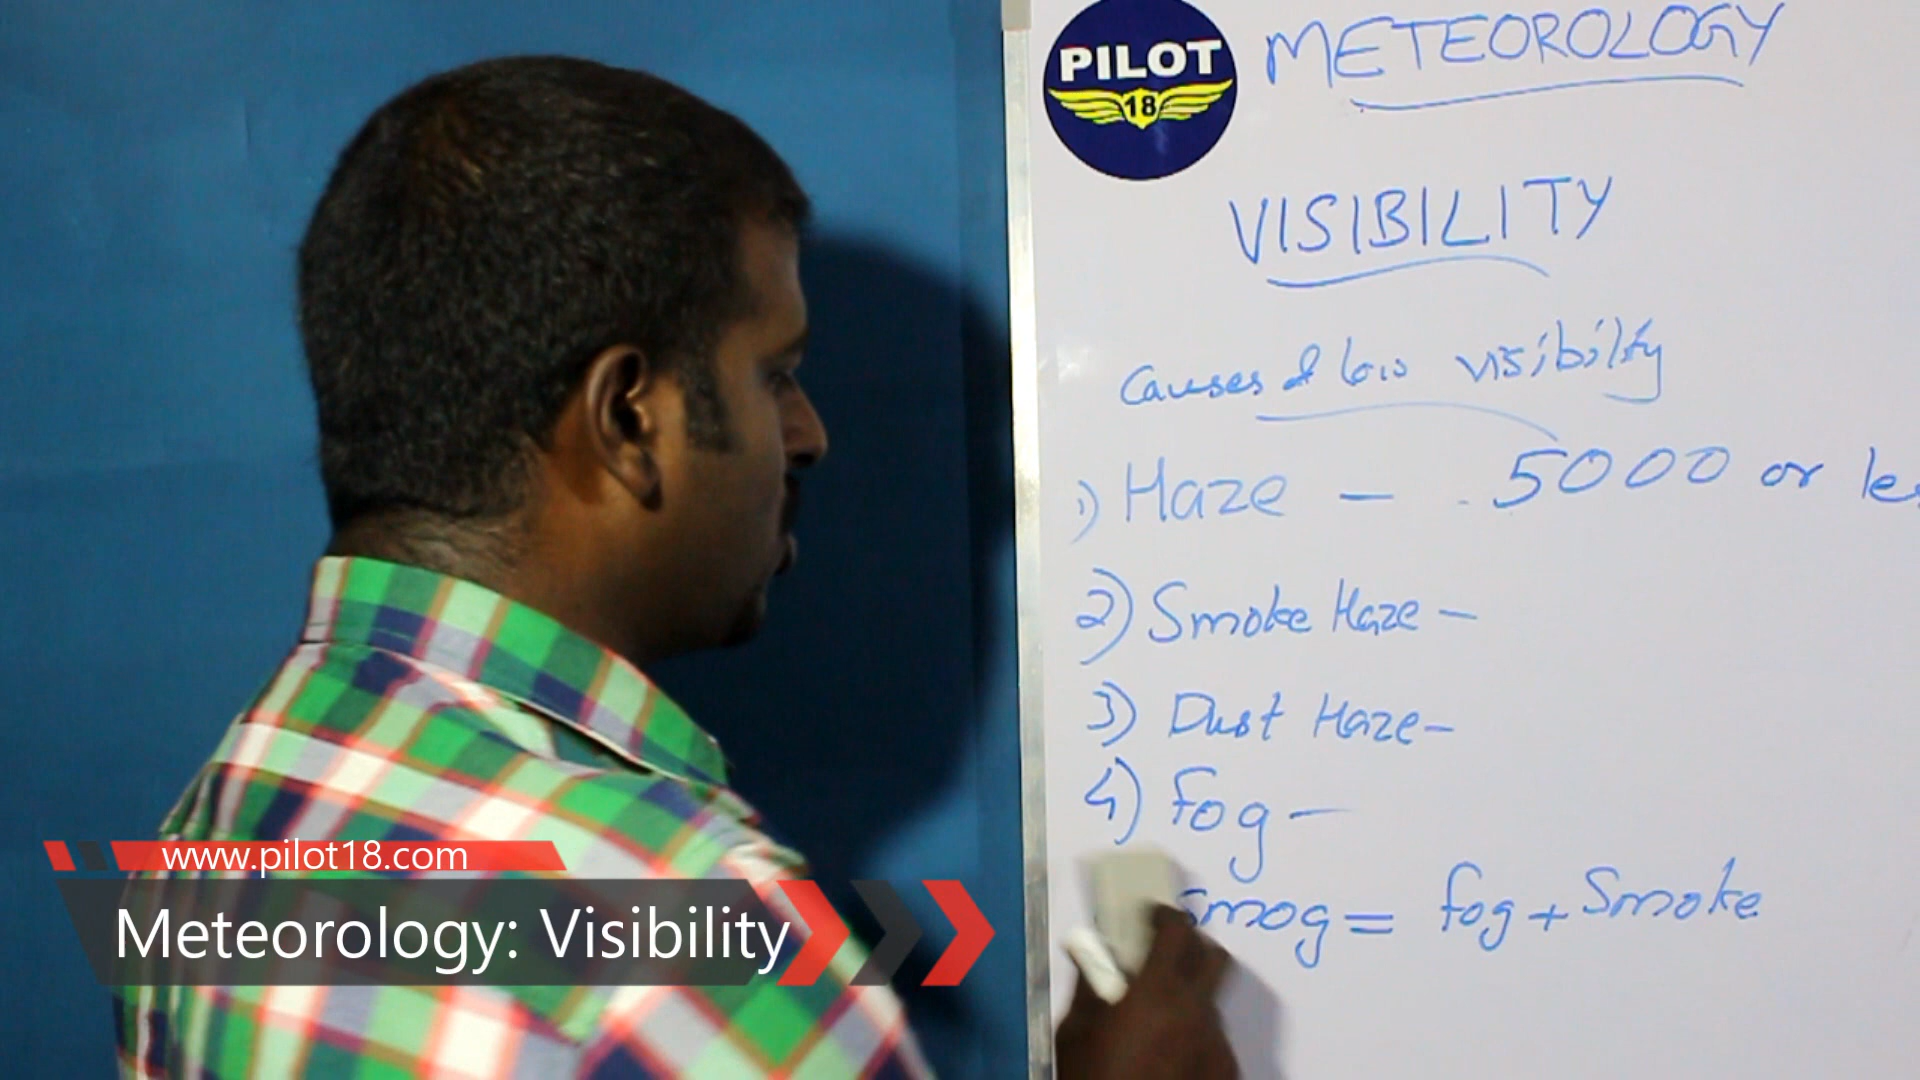 PILOT
18
METEOROLOGY
VISIBILITY
Causes of low visibility
1) Haze - 5000 or les
2) Smoke Haze -
3) Dust Haze -
4) Fog -
Smog = fog + Smoke
www.pilot18.com
Meteorology: Visibility